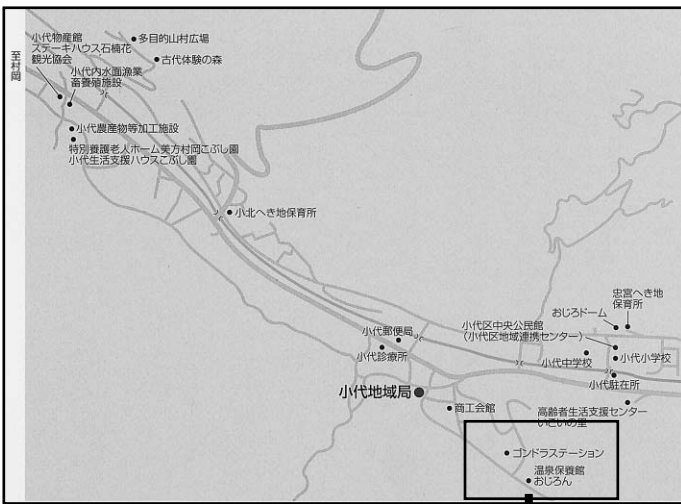 小代物産館
ステーキハウス石楠花
観光協会
多目的山村広場
古代体験の森
至村岡
小代内水面漁業
畜養殖施設
小代農産物等加工施設
特別養護老人ホーム美方村岡こぶし園
小代生活支援ハウスこぶし園
小北へき地保育所
忠宮へき地
保育所
おじろドーム
小代区中央公民館
(小代区地域連携センター)
小代郵便局
小代診療所
小代中学校
小代小学校
小代駐在所
小代地域局
商工会館
高齢者生活支援センター
いこいの里
ゴンドラステーション
温泉保養館
おじろん